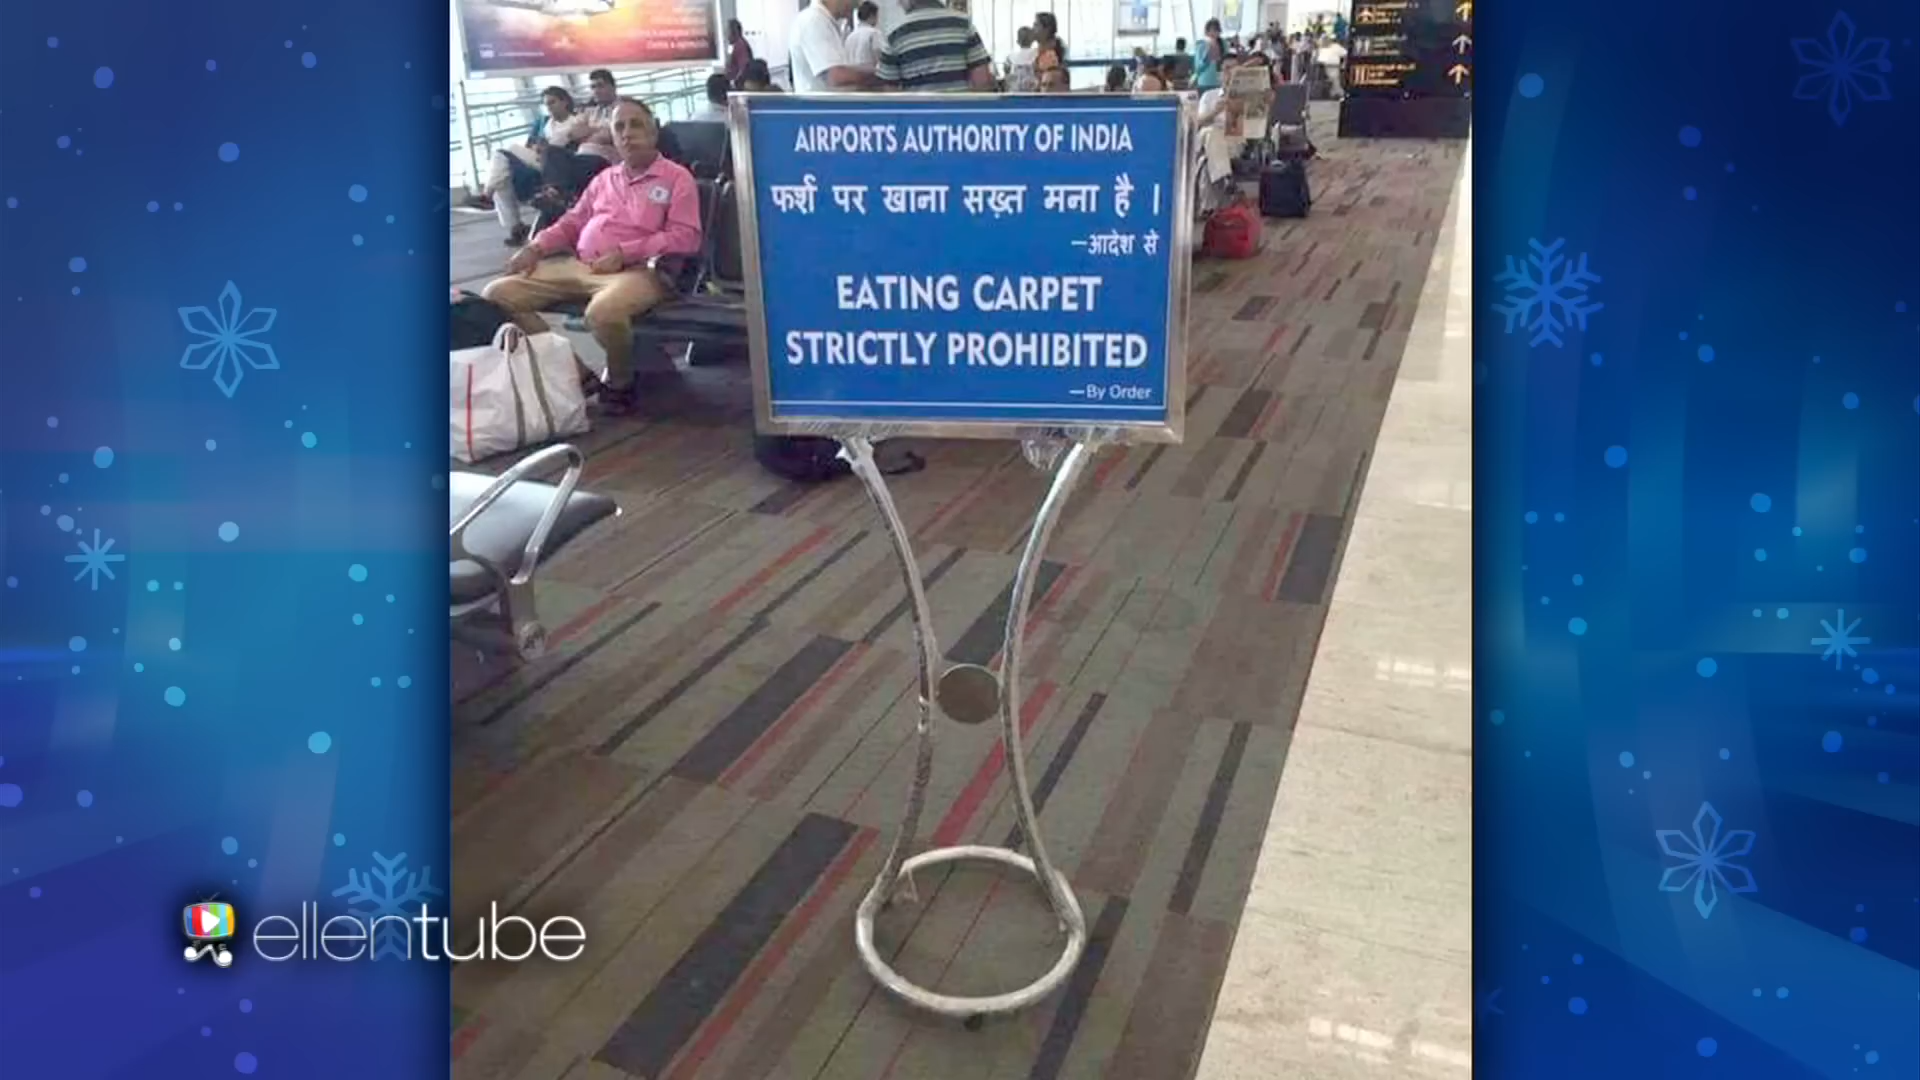 AIRPORTS AUTHORITY OF INDIA
फर्श पर खाना सख़्त मना है ।
—आदेश से
EATING CARPET
STRICTLY PROHIBITED
—By Order
ellentube